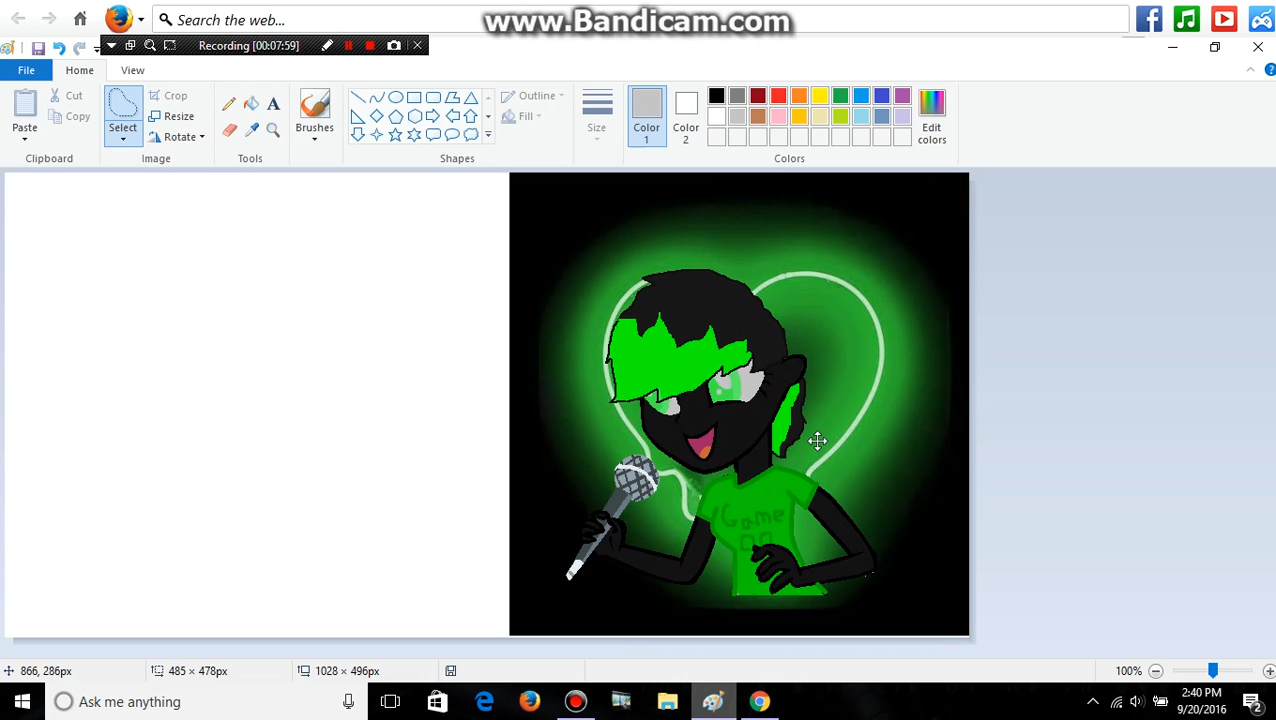 www.Bandicam.com
Search the web...
Recording [00:07:59]
File
Home
View
Paste
Cut
Copy
Clipboard
Select
Crop
Resize
Rotate
Image
Tools
Brushes
Outline
Fill
Shapes
Size
Color 1
Color 2
Edit colors
Colors
Game
866, 286px
485 × 478px
1028 × 496px
100%
Ask me anything
2:40 PM
9/20/2016
2